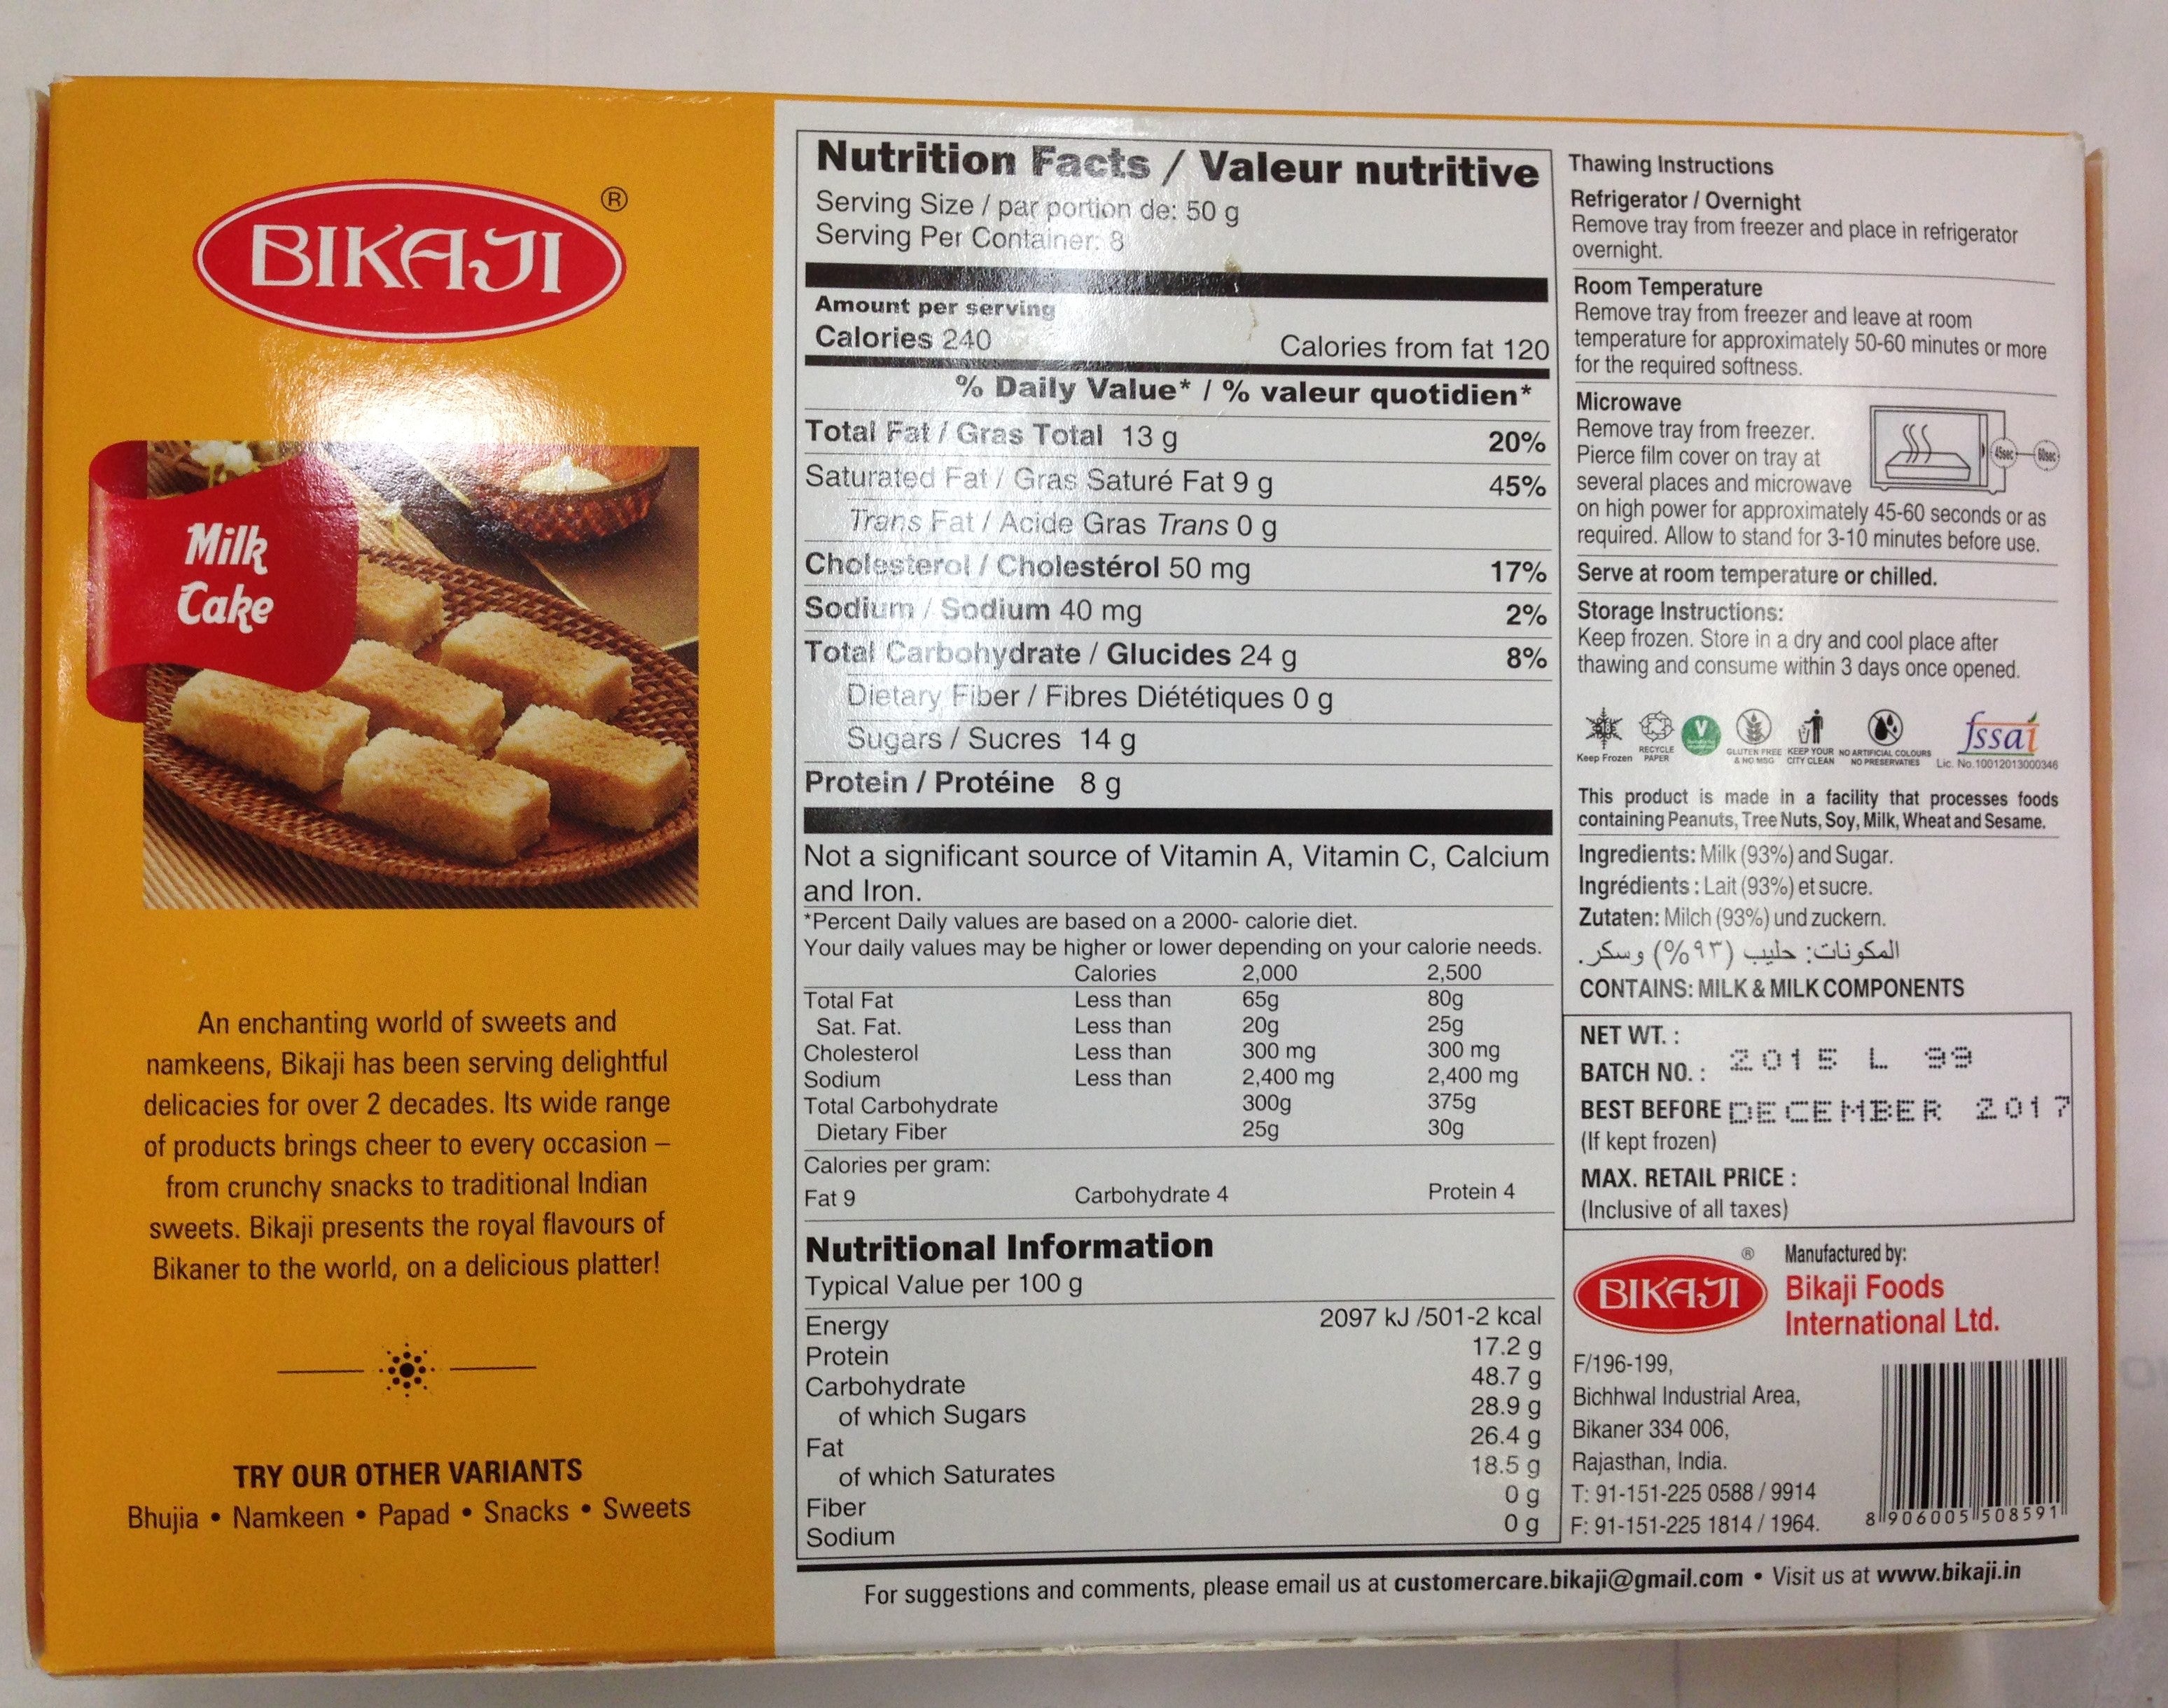 BIKAJI ®
Milk
Cake
An enchanting world of sweets and
namkeens, Bikaji has been serving delightful
delicacies for over 2 decades. Its wide range
of products brings cheer to every occasion –
from crunchy snacks to traditional Indian
sweets. Bikaji presents the royal flavours of
Bikaner to the world, on a delicious platter!
TRY OUR OTHER VARIANTS
Bhujia • Namkeen • Papad • Snacks • Sweets
Nutrition Facts / Valeur nutritive
Serving Size / par portion de: 50 g
Serving Per Container: 8
Amount per serving
Calories 240 Calories from fat 120
% Daily Value* / % valeur quotidien*
Total Fat / Gras Total 13 g 20%
Saturated Fat / Gras Saturé Fat 9 g 45%
Trans Fat / Acide Gras Trans 0 g
Cholesterol / Cholestérol 50 mg 17%
Sodium / Sodium 40 mg 2%
Total Carbohydrate / Glucides 24 g 8%
Dietary Fiber / Fibres Diététiques 0 g
Sugars / Sucres 14 g
Protein / Protéine 8 g
Not a significant source of Vitamin A, Vitamin C, Calcium
and Iron.
*Percent Daily values are based on a 2000- calorie diet.
Your daily values may be higher or lower depending on your calorie needs.
Calories 2,000 2,500
Total Fat Less than 65g 80g
Sat. Fat. Less than 20g 25g
Cholesterol Less than 300 mg 300 mg
Sodium Less than 2,400 mg 2,400 mg
Total Carbohydrate 300g 375g
Dietary Fiber 25g 30g
Calories per gram:
Fat 9 Carbohydrate 4 Protein 4
Nutritional Information
Typical Value per 100 g
Energy 2097 kJ /501-2 kcal
Protein 17.2 g
Carbohydrate 48.7 g
of which Sugars 28.9 g
Fat 26.4 g
of which Saturates 18.5 g
Fiber 0 g
Sodium 0 g
Thawing Instructions
Refrigerator / Overnight
Remove tray from freezer and place in refrigerator
overnight.
Room Temperature
Remove tray from freezer and leave at room
temperature for approximately 50-60 minutes or more
for the required softness.
Microwave
Remove tray from freezer.
Pierce film cover on tray at
several places and microwave
on high power for approximately 45-60 seconds or as
required. Allow to stand for 3-10 minutes before use.
45sec 60sec
Serve at room temperature or chilled.
Storage Instructions:
Keep frozen. Store in a dry and cool place after
thawing and consume within 3 days once opened.
Keep Frozen
RECYCLE
PAPER
V
GLUTEN FREE
& NO MSG
KEEP YOUR
CITY CLEAN
NO ARTIFICIAL COLOURS
NO PRESERVATIES
fssai
Lic. No.10012013000346
This product is made in a facility that processes foods
containing Peanuts, Tree Nuts, Soy, Milk, Wheat and Sesame.
Ingredients: Milk (93%) and Sugar.
Ingrédients : Lait (93%) et sucre.
Zutaten: Milch (93%) und zuckern.
المكونات: حليب (٩٣%) وسكر.
CONTAINS: MILK & MILK COMPONENTS
NET WT. :
BATCH NO. : 2015 L 99
BEST BEFORE DECEMBER 2017
(If kept frozen)
MAX. RETAIL PRICE :
(Inclusive of all taxes)
BIKAJI ®
Manufactured by:
Bikaji Foods
International Ltd.
F/196-199,
Bichhwal Industrial Area,
Bikaner 334 006,
Rajasthan, India.
T: 91-151-225 0588 / 9914
F: 91-151-225 1814 / 1964.
8 906005 508591
For suggestions and comments, please email us at customercare.bikaji@gmail.com • Visit us at www.bikaji.in